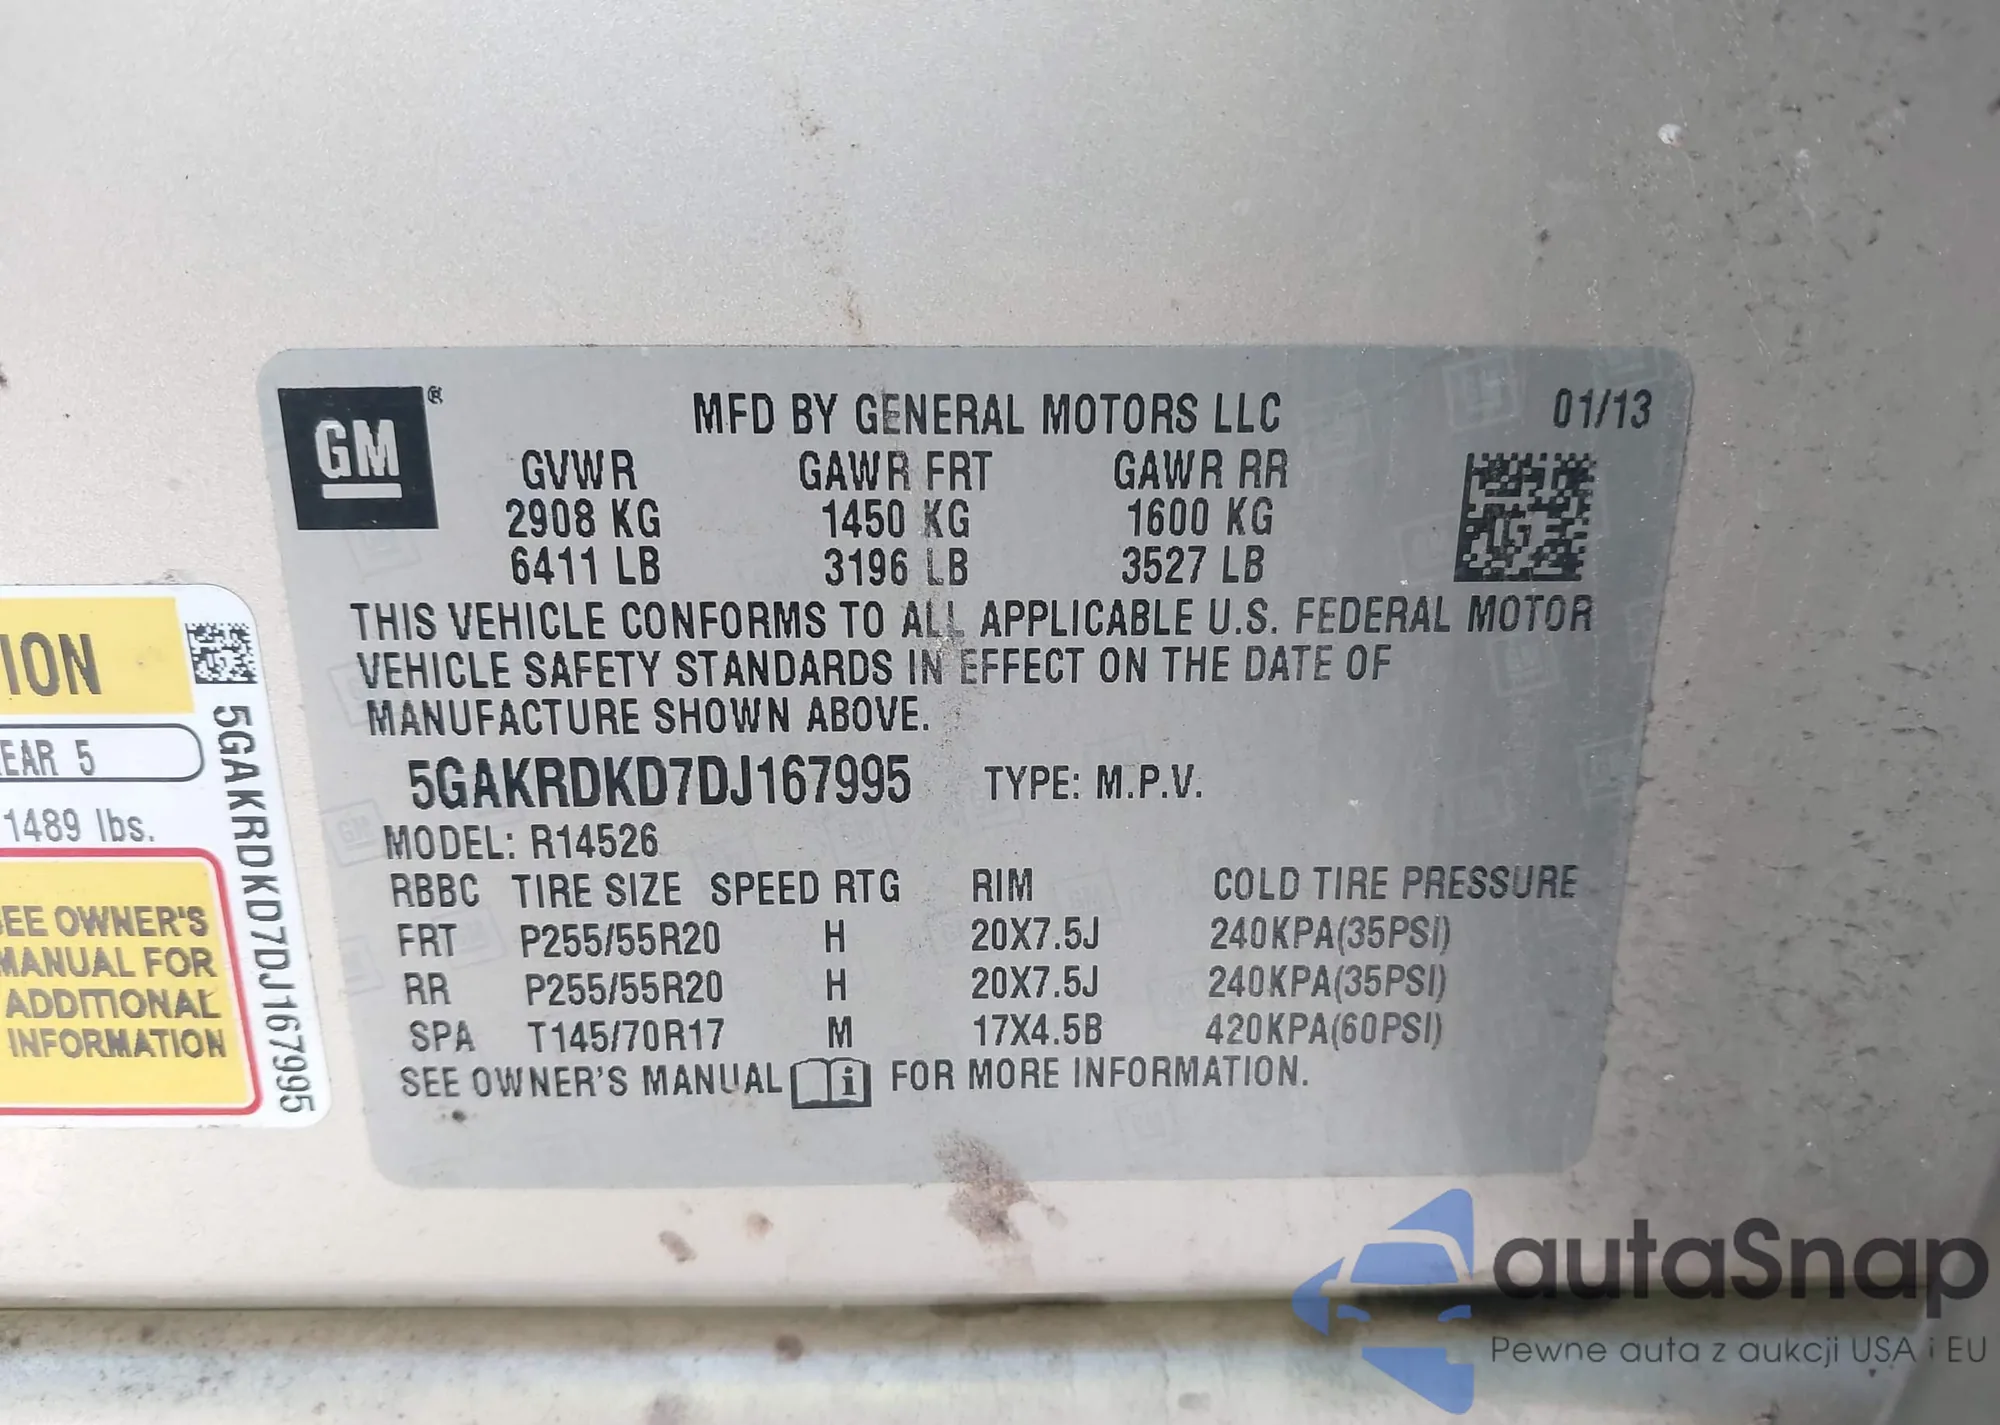 GM ®
MFD BY GENERAL MOTORS LLC 01/13
GVWR GAWR FRT GAWR RR
2908 KG 1450 KG 1600 KG
6411 LB 3196 LB 3527 LB
THIS VEHICLE CONFORMS TO ALL APPLICABLE U.S. FEDERAL MOTOR
VEHICLE SAFETY STANDARDS IN EFFECT ON THE DATE OF
MANUFACTURE SHOWN ABOVE.
5GAKRDKD7DJ167995 TYPE: M.P.V.
MODEL: R14526
RBBC TIRE SIZE SPEED RTG RIM COLD TIRE PRESSURE
FRT P255/55R20 H 20X7.5J 240KPA(35PSI)
RR P255/55R20 H 20X7.5J 240KPA(35PSI)
SPA T145/70R17 M 17X4.5B 420KPA(60PSI)
SEE OWNER'S MANUAL i FOR MORE INFORMATION.
ION
EAR 5
1489 lbs.
SEE OWNER'S
MANUAL FOR
ADDITIONAL
INFORMATION
5GAKRDKD7DJ167995
autaSnap
Pewne auta z aukcji USA i EU